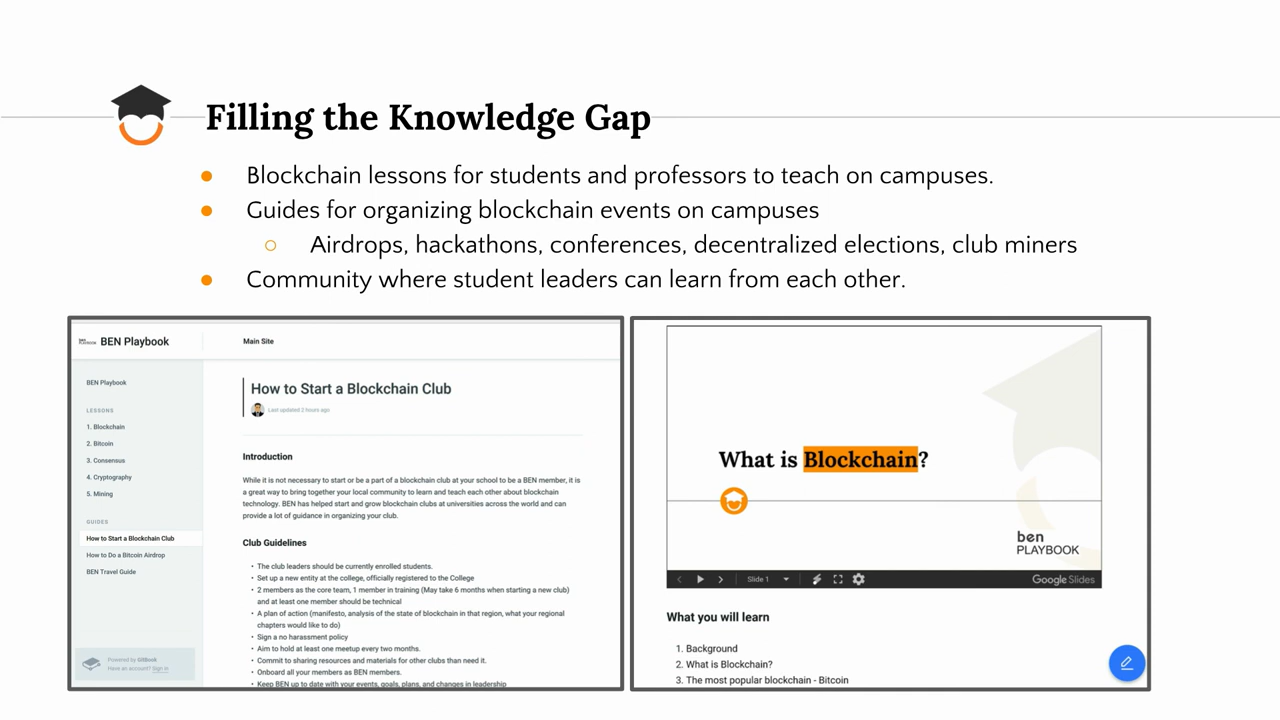 Filling the Knowledge Gap
Blockchain lessons for students and professors to teach on campuses.
Guides for organizing blockchain events on campuses
Airdrops, hackathons, conferences, decentralized elections, club miners
Community where student leaders can learn from each other.
BEN Playbook
Main Site
BEN Playbook
LESSONS
1. Blockchain
2. Bitcoin
3. Consensus
4. Cryptography
5. Mining
GUIDES
How to Start a Blockchain Club
How to Do a Bitcoin Airdrop
BEN Travel Guide
Powered by GitBook
Have an account? Sign in
How to Start a Blockchain Club
Last updated 2 hours ago
Introduction
While it is not necessary to start or be a part of a blockchain club at your school to be a BEN member, it is
a great way to bring together your local community to learn and teach each other about blockchain
technology. BEN has helped start and grow blockchain clubs at universities across the world and can
provide a lot of guidance in organizing your club.
Club Guidelines
• The club leaders should be currently enrolled students.
• Set up a new entity at the college, officially registered to the College
• 2 members as the core team, 1 member in training (May take 6 months when starting a new club)
and at least one member should be technical
• A plan of action (manifesto, analysis of the state of blockchain in that region, what your regional
chapters would like to do)
• Sign a no harassment policy
• Aim to hold at least one meetup every two months.
• Commit to sharing resources and materials for other clubs than need it.
• Onboard all your members as BEN members.
• Keep BEN up to date with your events, goals, plans, and changes in leadership
What is Blockchain?
ben
PLAYBOOK
Slide 1
Google Slides
What you will learn
1. Background
2. What is Blockchain?
3. The most popular blockchain - Bitcoin